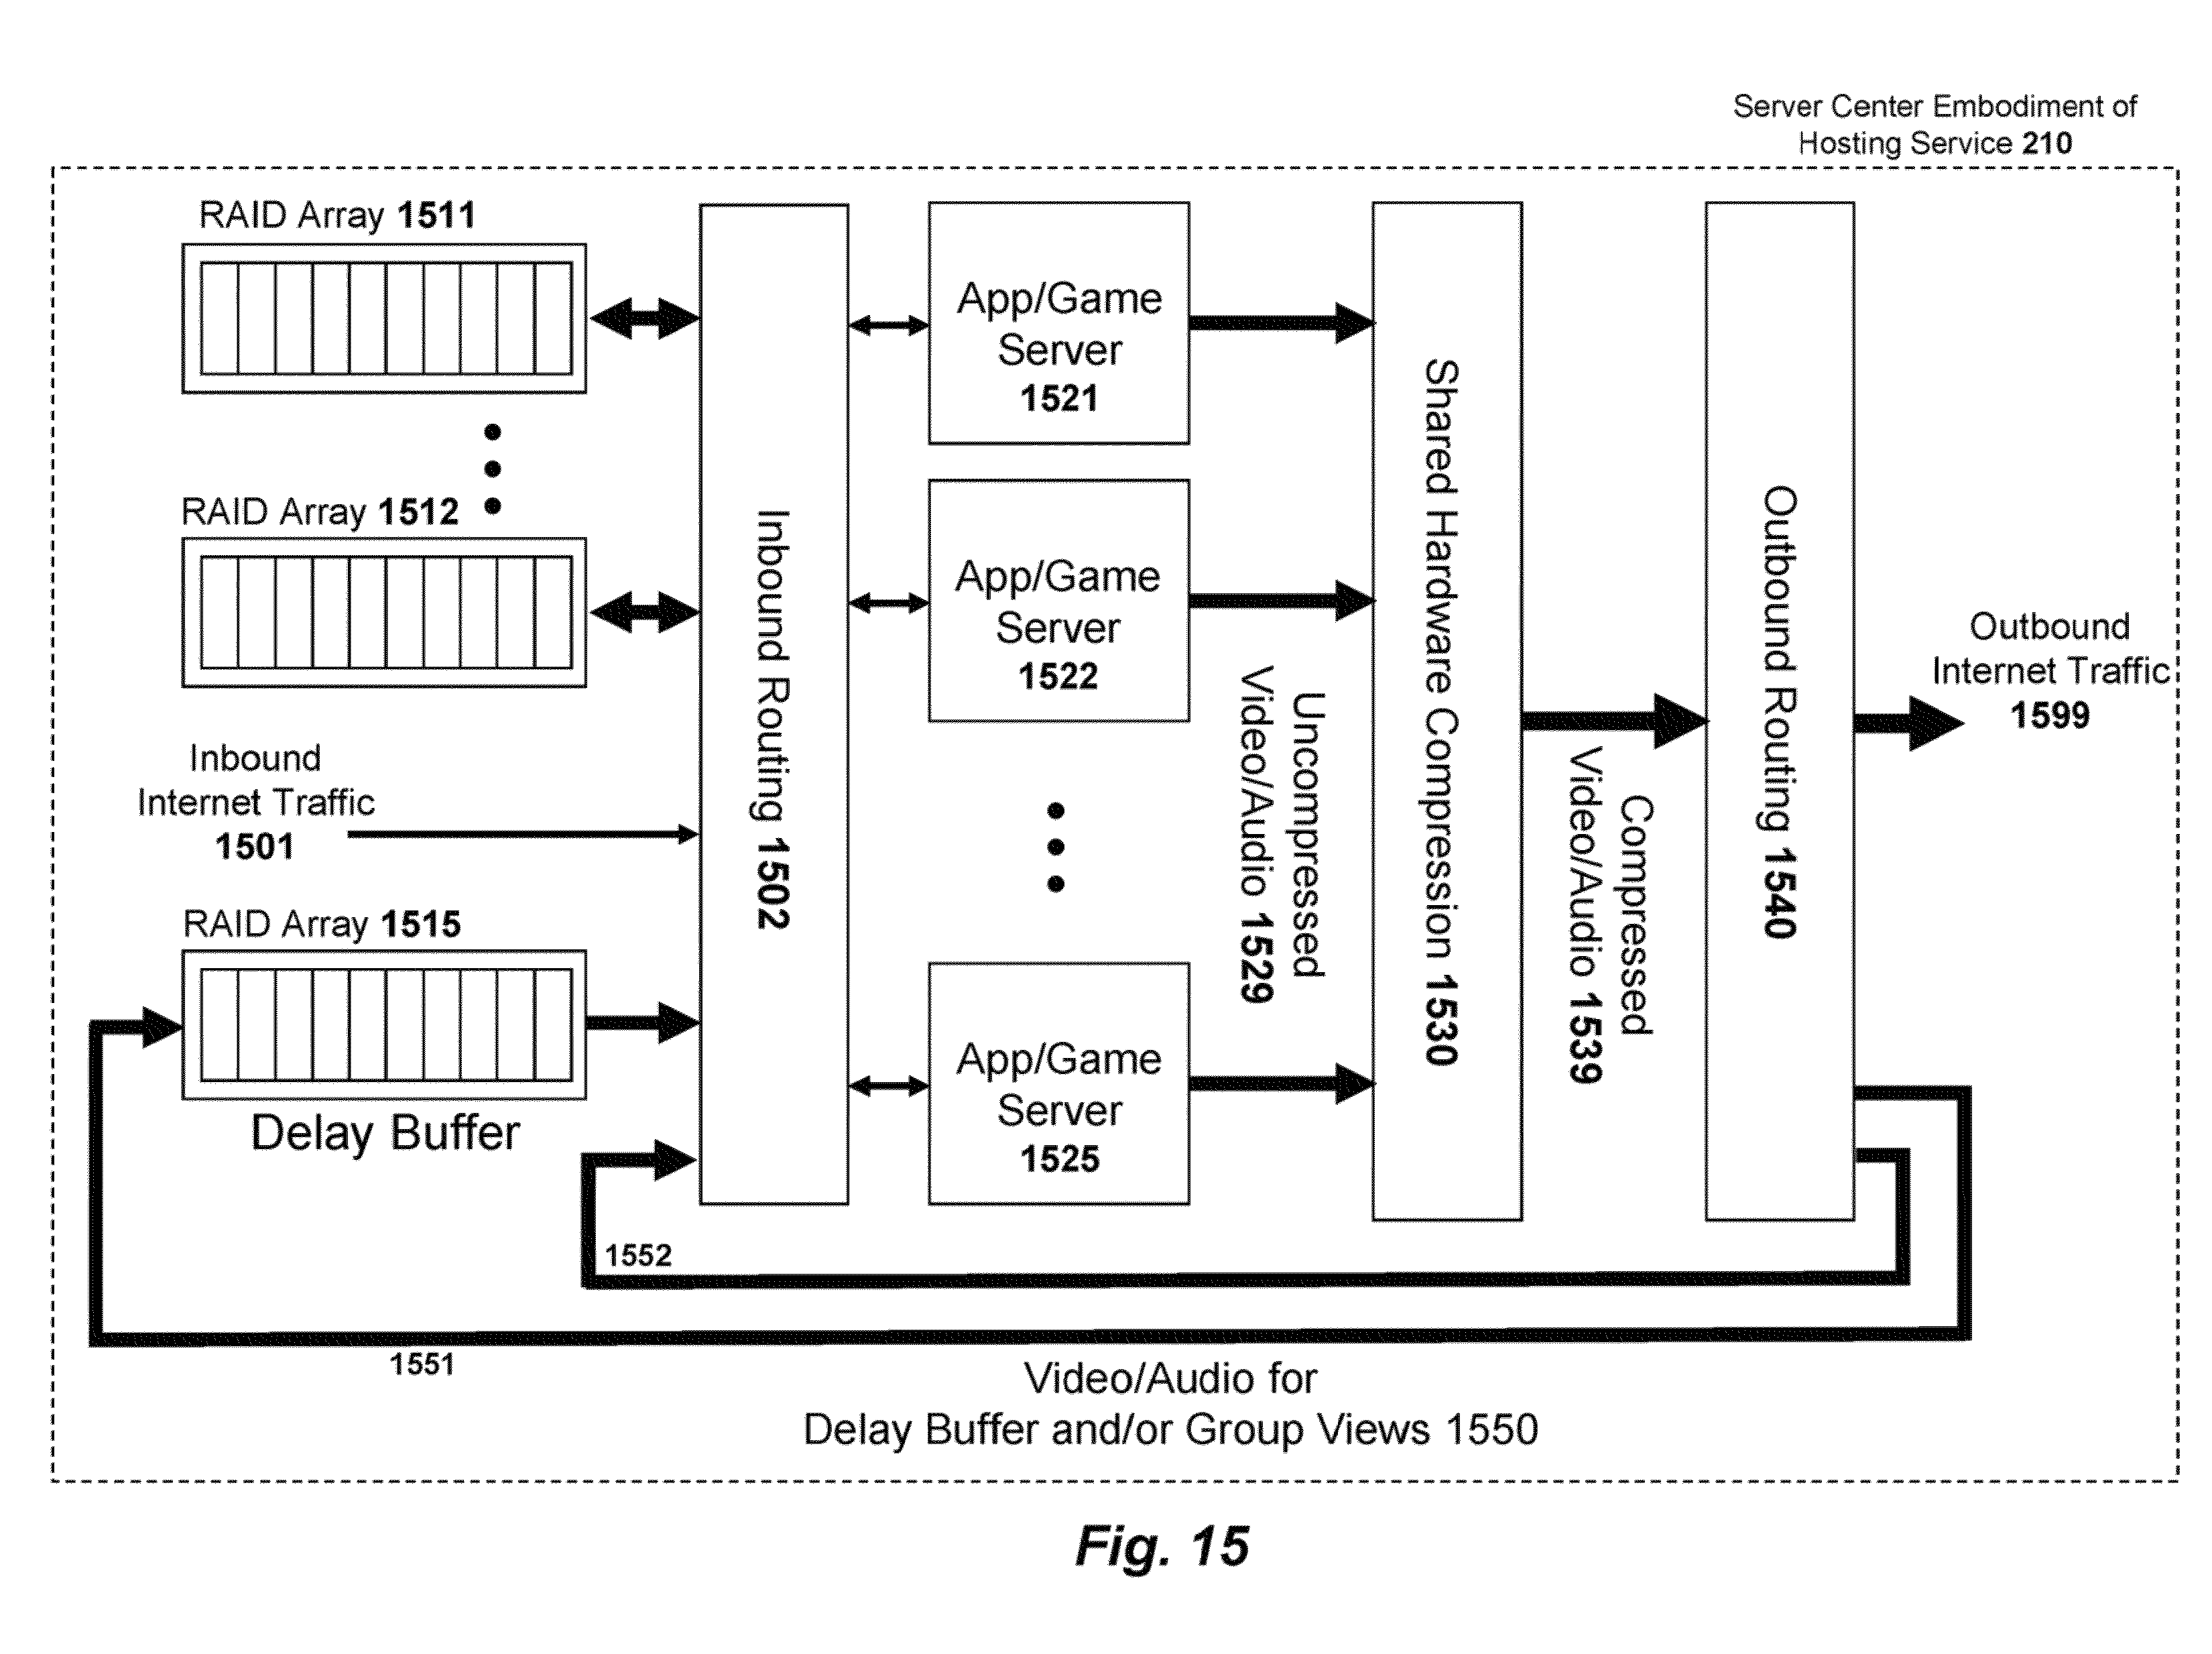 Server Center Embodiment of
Hosting Service 210
RAID Array 1511
RAID Array 1512
Inbound
Internet Traffic
1501
RAID Array 1515
Delay Buffer
Inbound Routing 1502
App/Game
Server
1521
App/Game
Server
1522
App/Game
Server
1525
Uncompressed
Video/Audio 1529
Shared Hardware Compression 1530
Compressed
Video/Audio 1539
Outbound Routing 1540
Outbound
Internet Traffic
1599
1552
1551
Video/Audio for
Delay Buffer and/or Group Views 1550
Fig. 15